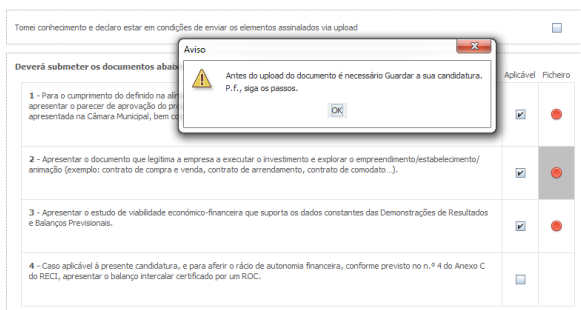 Tomei conhecimento e declaro estar em condições de enviar os elementos assinalados via upload
Aviso
Antes do upload do documento é necessário Guardar a sua candidatura.
P.f., siga os passos.
OK
Deverá submeter os documentos
Aplicável Ficheiro
1 - Para o cumprimento do definido na
apresentar o parecer de aprovação do
apresentada na Câmara Municipal, bem
2 - Apresentar o documento que legitima a empresa a executar o investimento e explorar o empreendimento/estabelecimento/
animação (exemplo: contrato de compra e venda, contrato de arrendamento, contrato de comodato...).
3 - Apresentar o estudo de viabilidade económico-financeira que suporta os dados constantes das Demonstrações de Resultados
e Balanços Previsionais.
4 - Caso aplicável à presente candidatura, e para aferir o rácio de autonomia financeira, conforme previsto no n.º 4 do Anexo C
do RECI, apresentar o balanço intercalar certificado por um ROC.